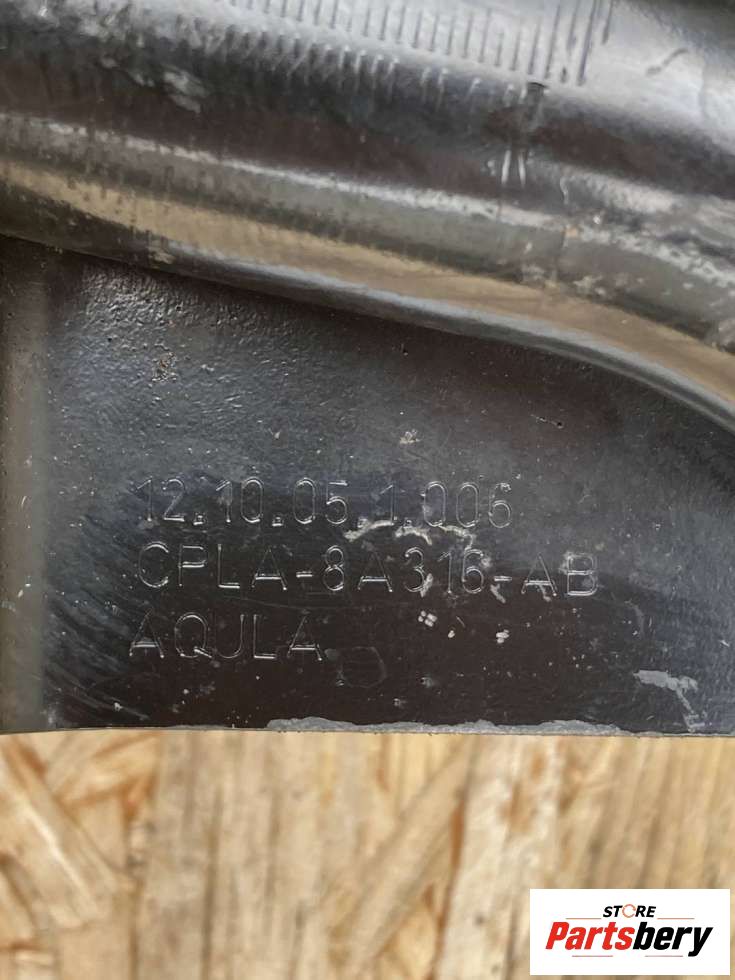 12.10.05.1.006
CPLA-8A316-AB
AQULA
STORE
Partsbery